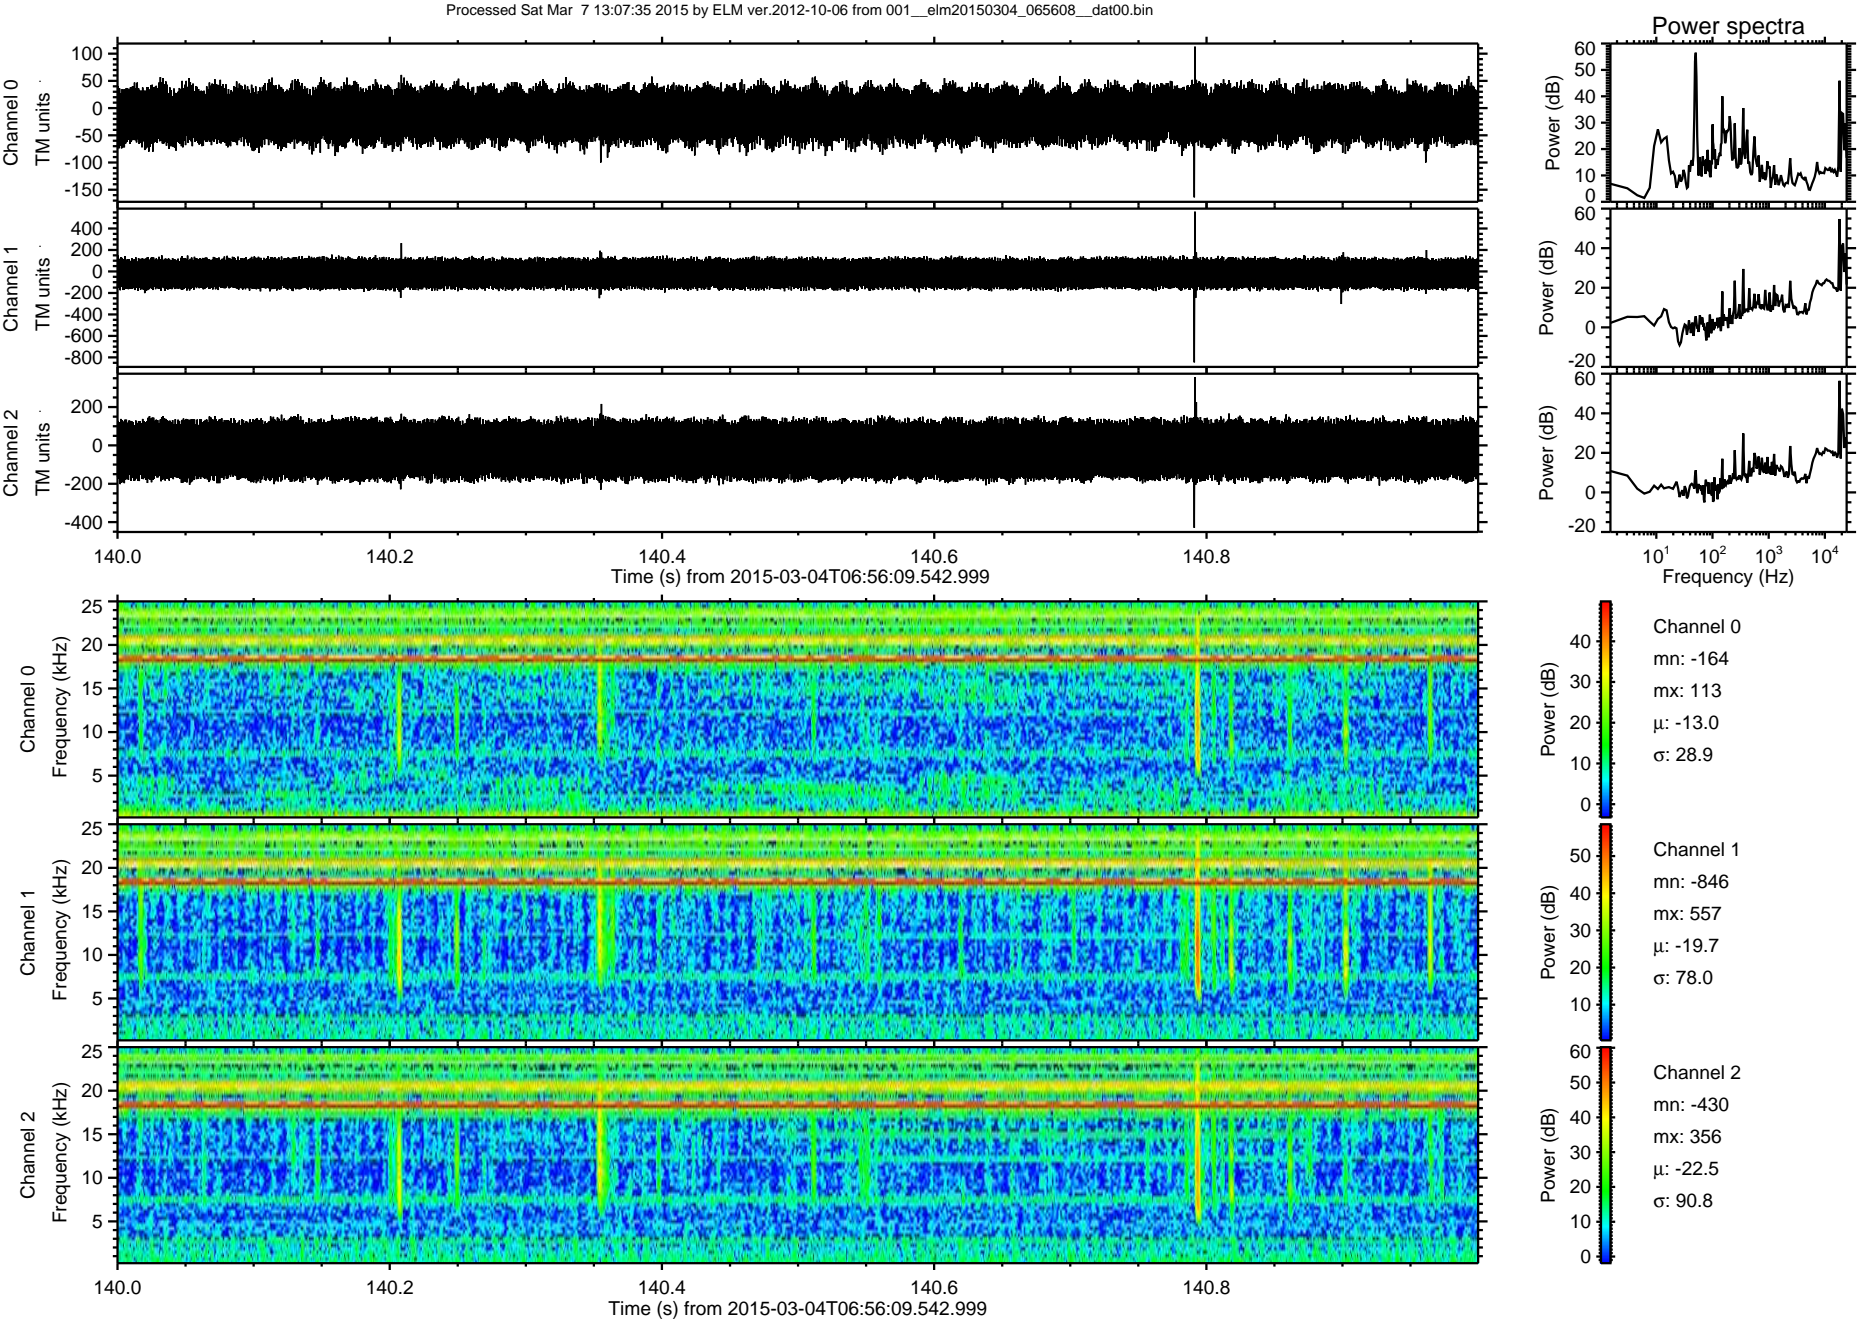 Processed Sat Mar 7 13:07:35 2015 by ELM ver.2012-10-06 from 001__elm20150304_065608__dat00.bin
Power spectra
Channel 0
TM units
100
50
0
-50
-100
-150
Power (dB)
60
50
40
30
20
10
0
Channel 1
TM units
400
200
0
-200
-400
-600
-800
Power (dB)
60
40
20
0
-20
Channel 2
TM units
200
0
-200
-400
Power (dB)
60
40
20
0
-20
140.0 140.2 140.4 140.6 140.8
Time (s) from 2015-03-04T06:56:09.542.999
10^1 10^2 10^3 10^4
Frequency (Hz)
Channel 0
Frequency (kHz)
25
20
15
10
5
Power (dB)
40
30
20
10
0
Channel 0
mn: -164
mx: 113
μ: -13.0
σ: 28.9
Channel 1
Frequency (kHz)
25
20
15
10
5
Power (dB)
50
40
30
20
10
Channel 1
mn: -846
mx: 557
μ: -19.7
σ: 78.0
Channel 2
Frequency (kHz)
25
20
15
10
5
Power (dB)
60
50
40
30
20
10
0
Channel 2
mn: -430
mx: 356
μ: -22.5
σ: 90.8
140.0 140.2 140.4 140.6 140.8
Time (s) from 2015-03-04T06:56:09.542.999